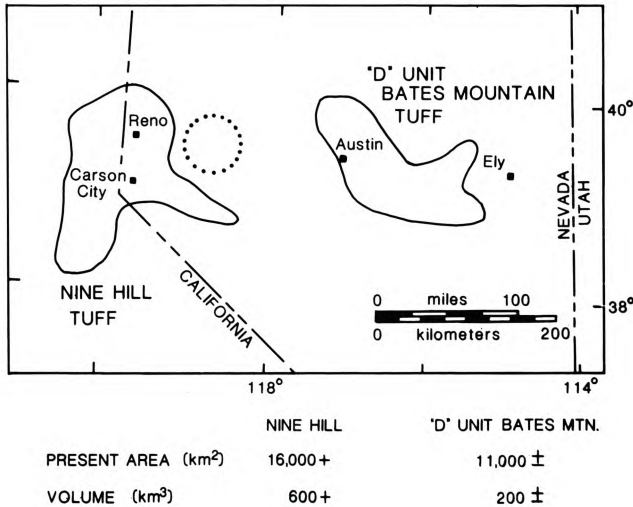 "D" UNIT
BATES MOUNTAIN
TUFF
40°
Reno
Austin
Ely
Carson
City
NEVADA
UTAH
NINE HILL
TUFF
CALIFORNIA
0 miles 100
0 kilometers 200
38°
118°
114°
NINE HILL "D" UNIT BATES MTN.
PRESENT AREA (km²) 16,000+ 11,000 ±
VOLUME (km³) 600+ 200 ±